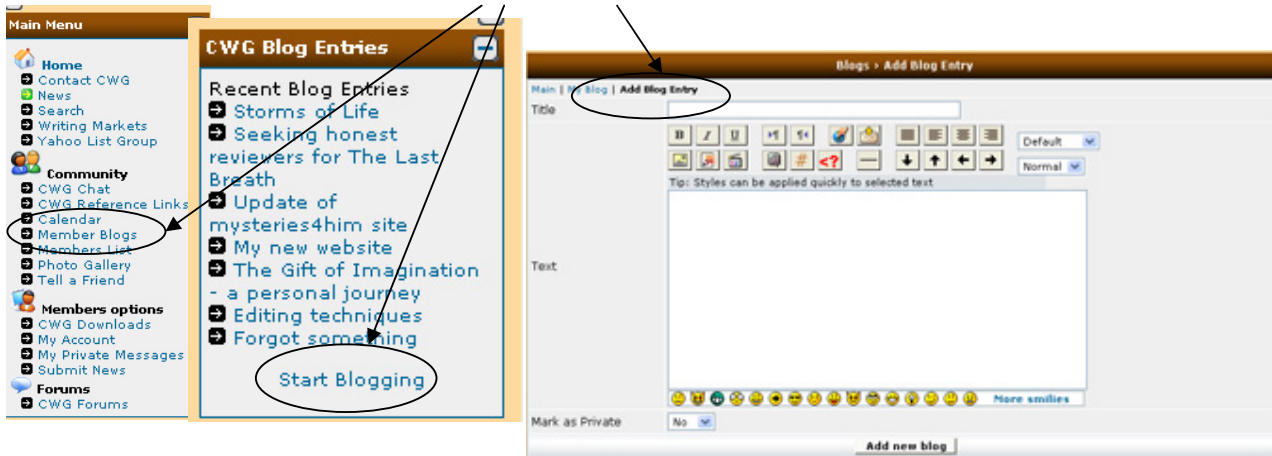 Main Menu
Home
Contact CWG
News
Search
Writing Markets
Yahoo List Group
Community
CWG Chat
CWG Reference Links
Calendar
Member Blogs
Members List
Photo Gallery
Tell a Friend
Members options
CWG Downloads
My Account
My Private Messages
Submit News
Forums
CWG Forums
CWG Blog Entries
Recent Blog Entries
Storms of Life
Seeking honest
reviewers for The Last
Breath
Update of
mysteries4him site
My new website
The Gift of Imagination
- a personal journey
Editing techniques
Forgot something
Start Blogging
Blogs > Add Blog Entry
Main | My Blog | Add Blog Entry
Title
B I U
Default
# <?
Normal
Tip: Styles can be applied quickly to selected text
Text
More smilies
Mark as Private No
Add new blog